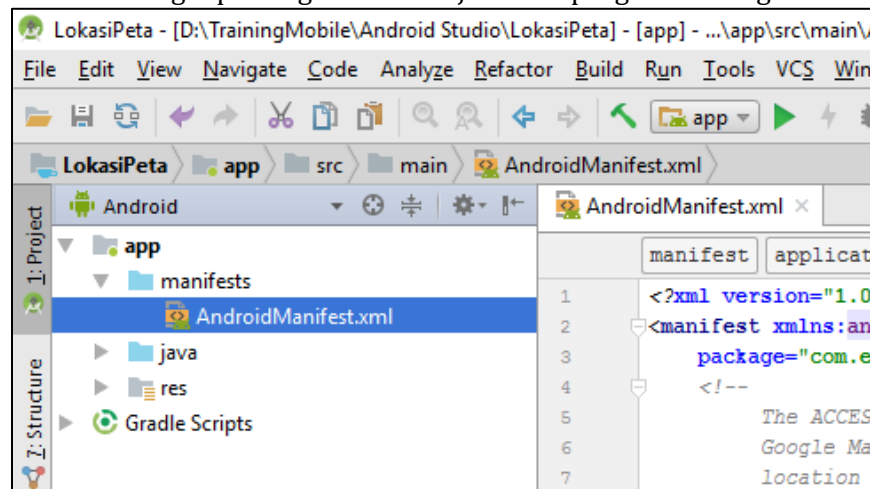 LokasiPeta - [D:\TrainingMobile\Android Studio\LokasiPeta] - [app] - ...\app\src\main\
File Edit View Navigate Code Analyze Refactor Build Run Tools VCS
app
LokasiPeta app src main AndroidManifest.xml
1: Project
Android
AndroidManifest.xml
app
manifest
manifests
1 <?xml version="1.0
AndroidManifest.xml
2 <manifest xmlns:
java
3 package="com.e
res
4 <!--
7: Structure
Gradle Scripts
5 The
6 Google
7 location